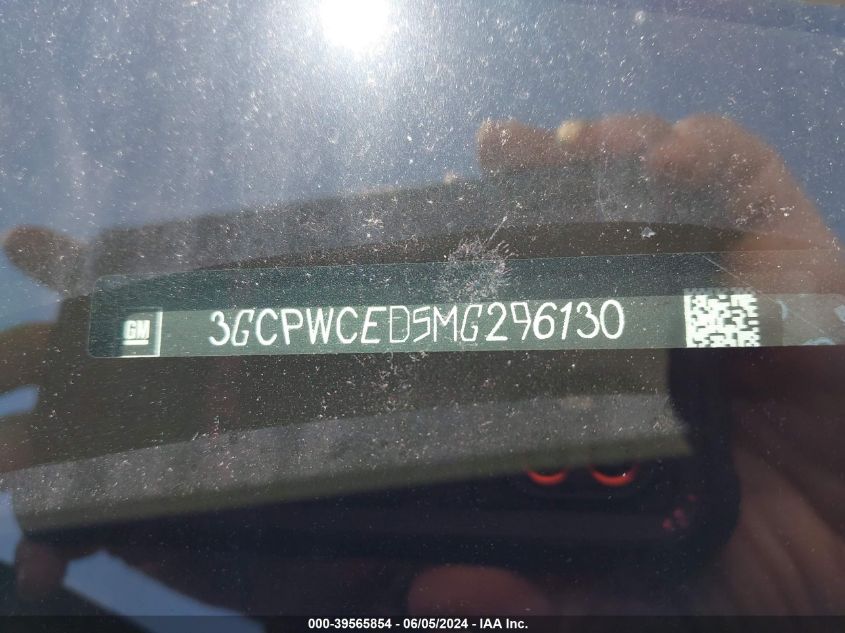 GM 3GCPWCED5MG296130
000-39565854 - 06/05/2024 - IAA Inc.